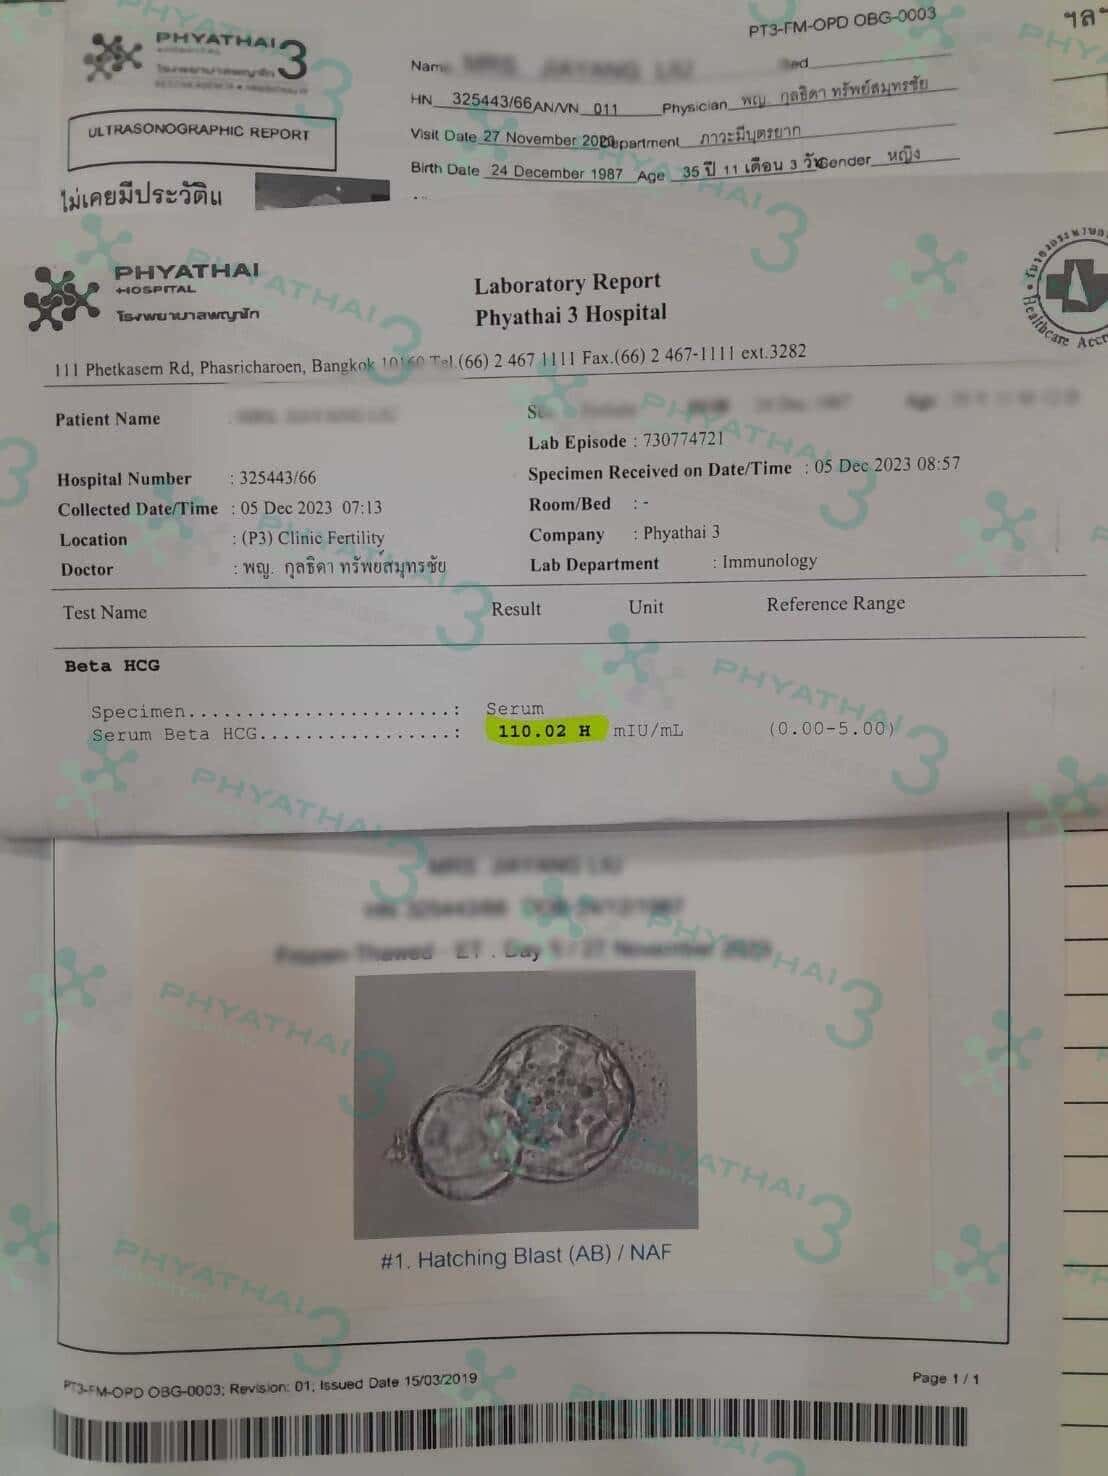 PHYATHAI 3
PT3-FM-OPD OBG-0003
ฯล
HN 325443/66 AN/VN 011 Physician พญ. กุลธิดา ทรัพย์สมุทรชัย
ULTRASONOGRAPHIC REPORT
Visit Date 27 November Department ภาวะมีบุตรยาก
Birth Date 24 December 1987 Age 35 ปี 11 เดือน 3 วัน Gender หญิง
ไม่เคยมีประวัติแ
PHYATHAI
HOSPITAL
โรงพยาบาลพญาไท
Laboratory Report
Phyathai 3 Hospital
111 Phetkasem Rd, Phasricharoen, Bangkok 10160 Tel.(66) 2 467 1111 Fax.(66) 2 467-1111 ext.3282
Patient Name
Lab Episode : 730774721
Hospital Number : 325443/66
Specimen Received on Date/Time : 05 Dec 2023 08:57
Collected Date/Time : 05 Dec 2023 07:13
Room/Bed : -
Location : (P3) Clinic Fertility
Company : Phyathai 3
Doctor : พญ. กุลธิดา ทรัพย์สมุทรชัย
Lab Department : Immunology
Test Name Result Unit Reference Range
Beta HCG
Specimen.......................: Serum
Serum Beta HCG.................: 110.02 H mIU/mL (0.00-5.00)
#1. Hatching Blast (AB) / NAF
PT3-FM-OPD OBG-0003; Revision: 01; Issued Date 15/03/2019
Page 1 / 1